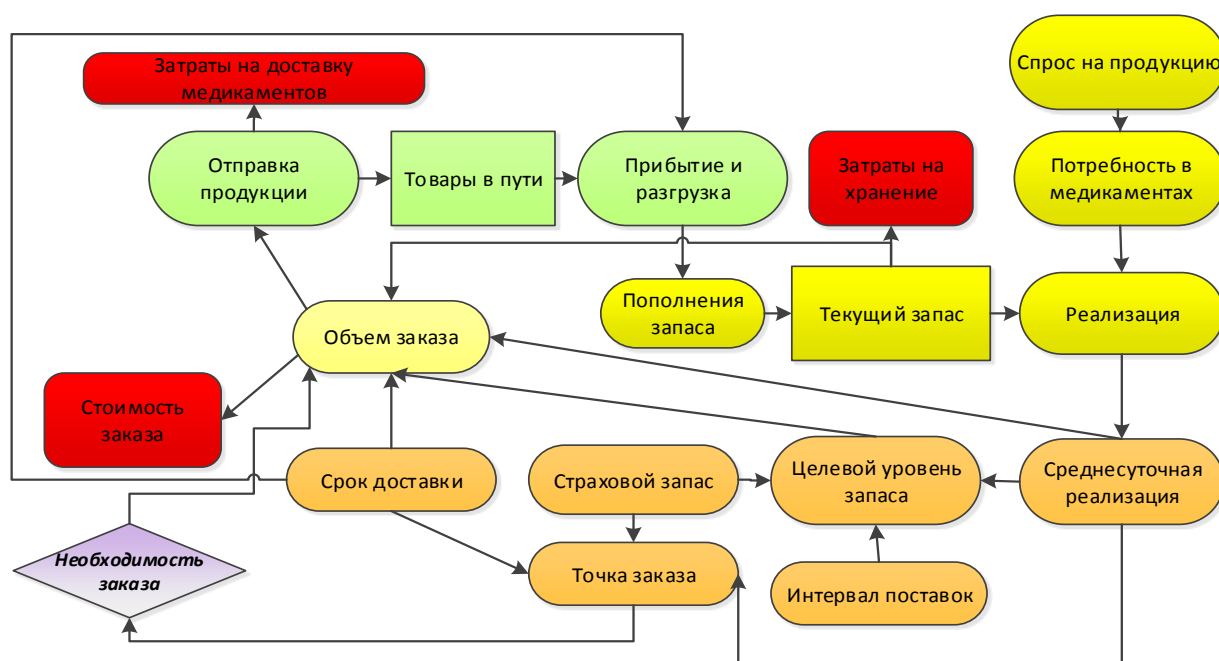 Затраты на доставку
медикаментов
Спрос на продукцию
Отправка
продукции
Товары в пути
Прибытие и
разгрузка
Затраты на
хранение
Потребность в
медикаментах
Объем заказа
Пополнения
запаса
Текущий запас
Реализация
Стоимость
заказа
Срок доставки
Страховой запас
Целевой уровень
запаса
Среднесуточная
реализация
Необходимость
заказа
Точка заказа
Интервал поставок